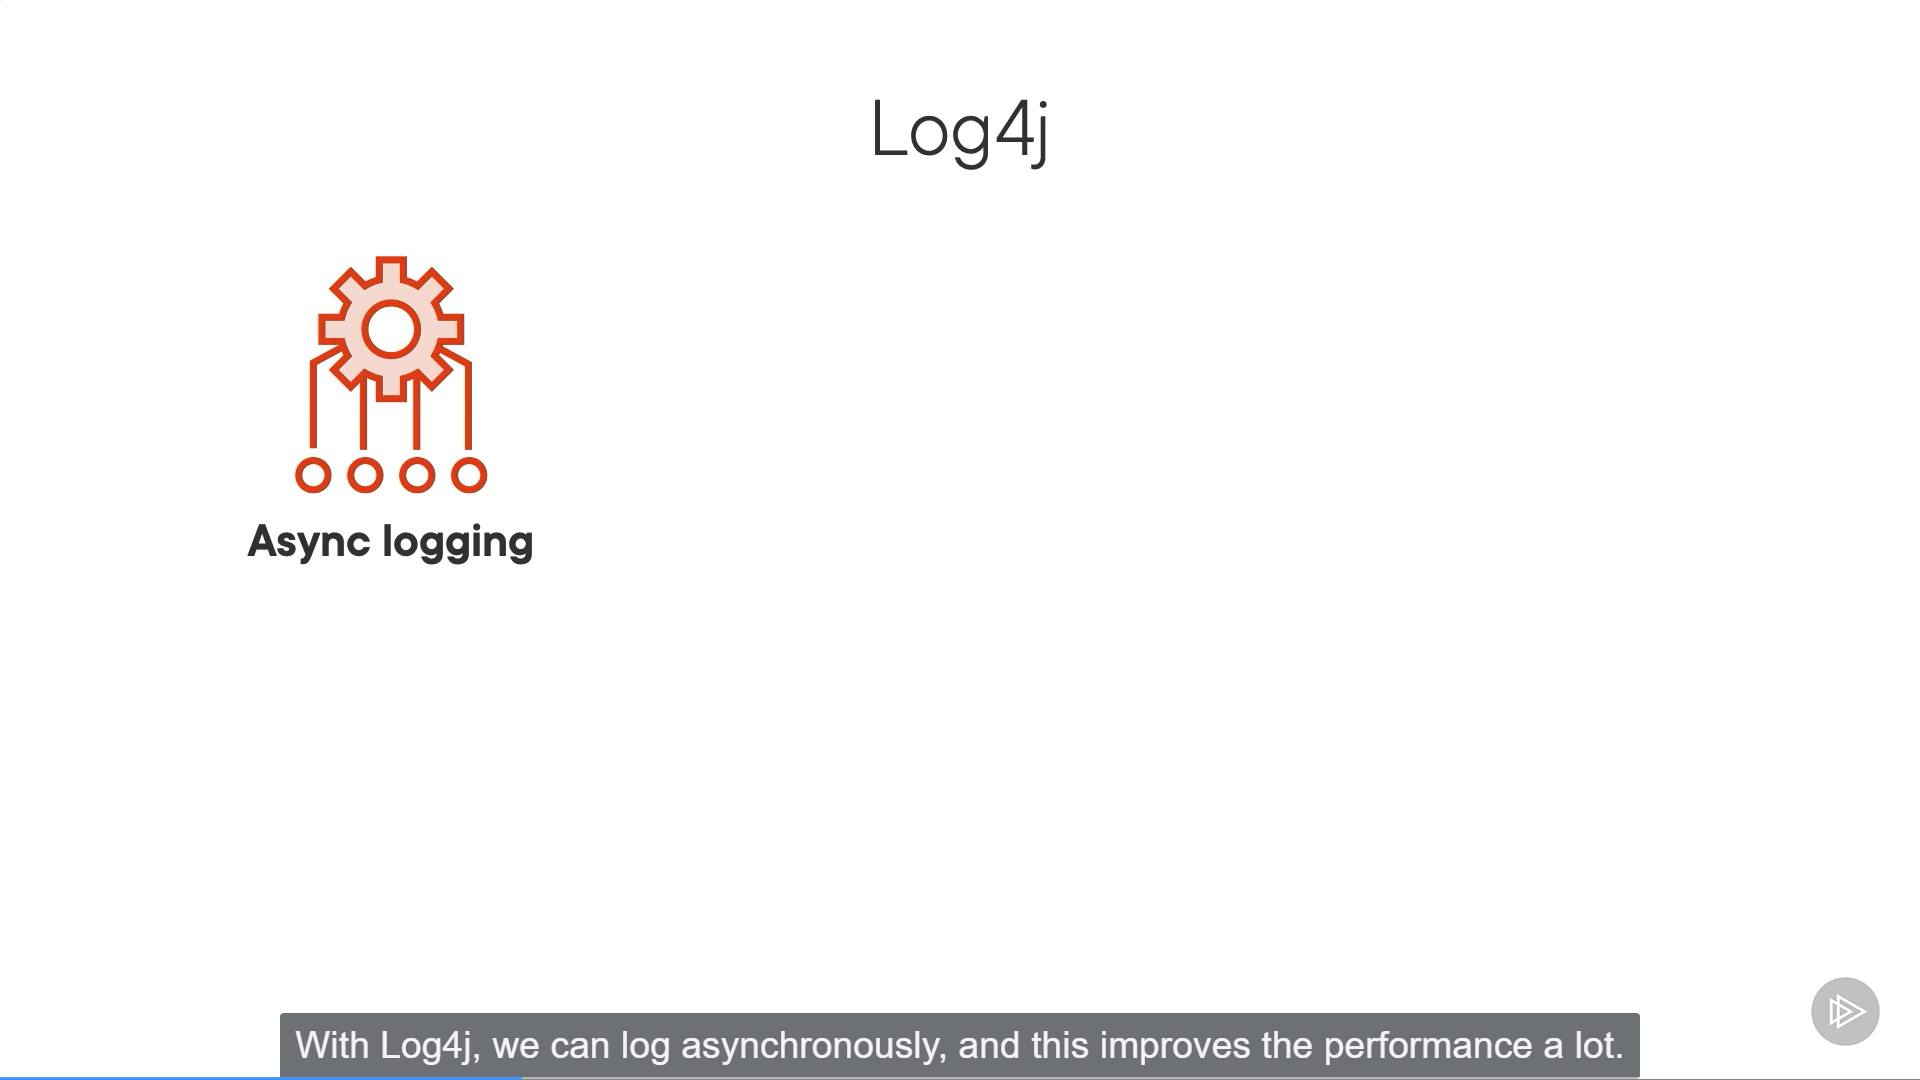 Log4j
Async logging
With Log4j, we can log asynchronously, and this improves the performance a lot.